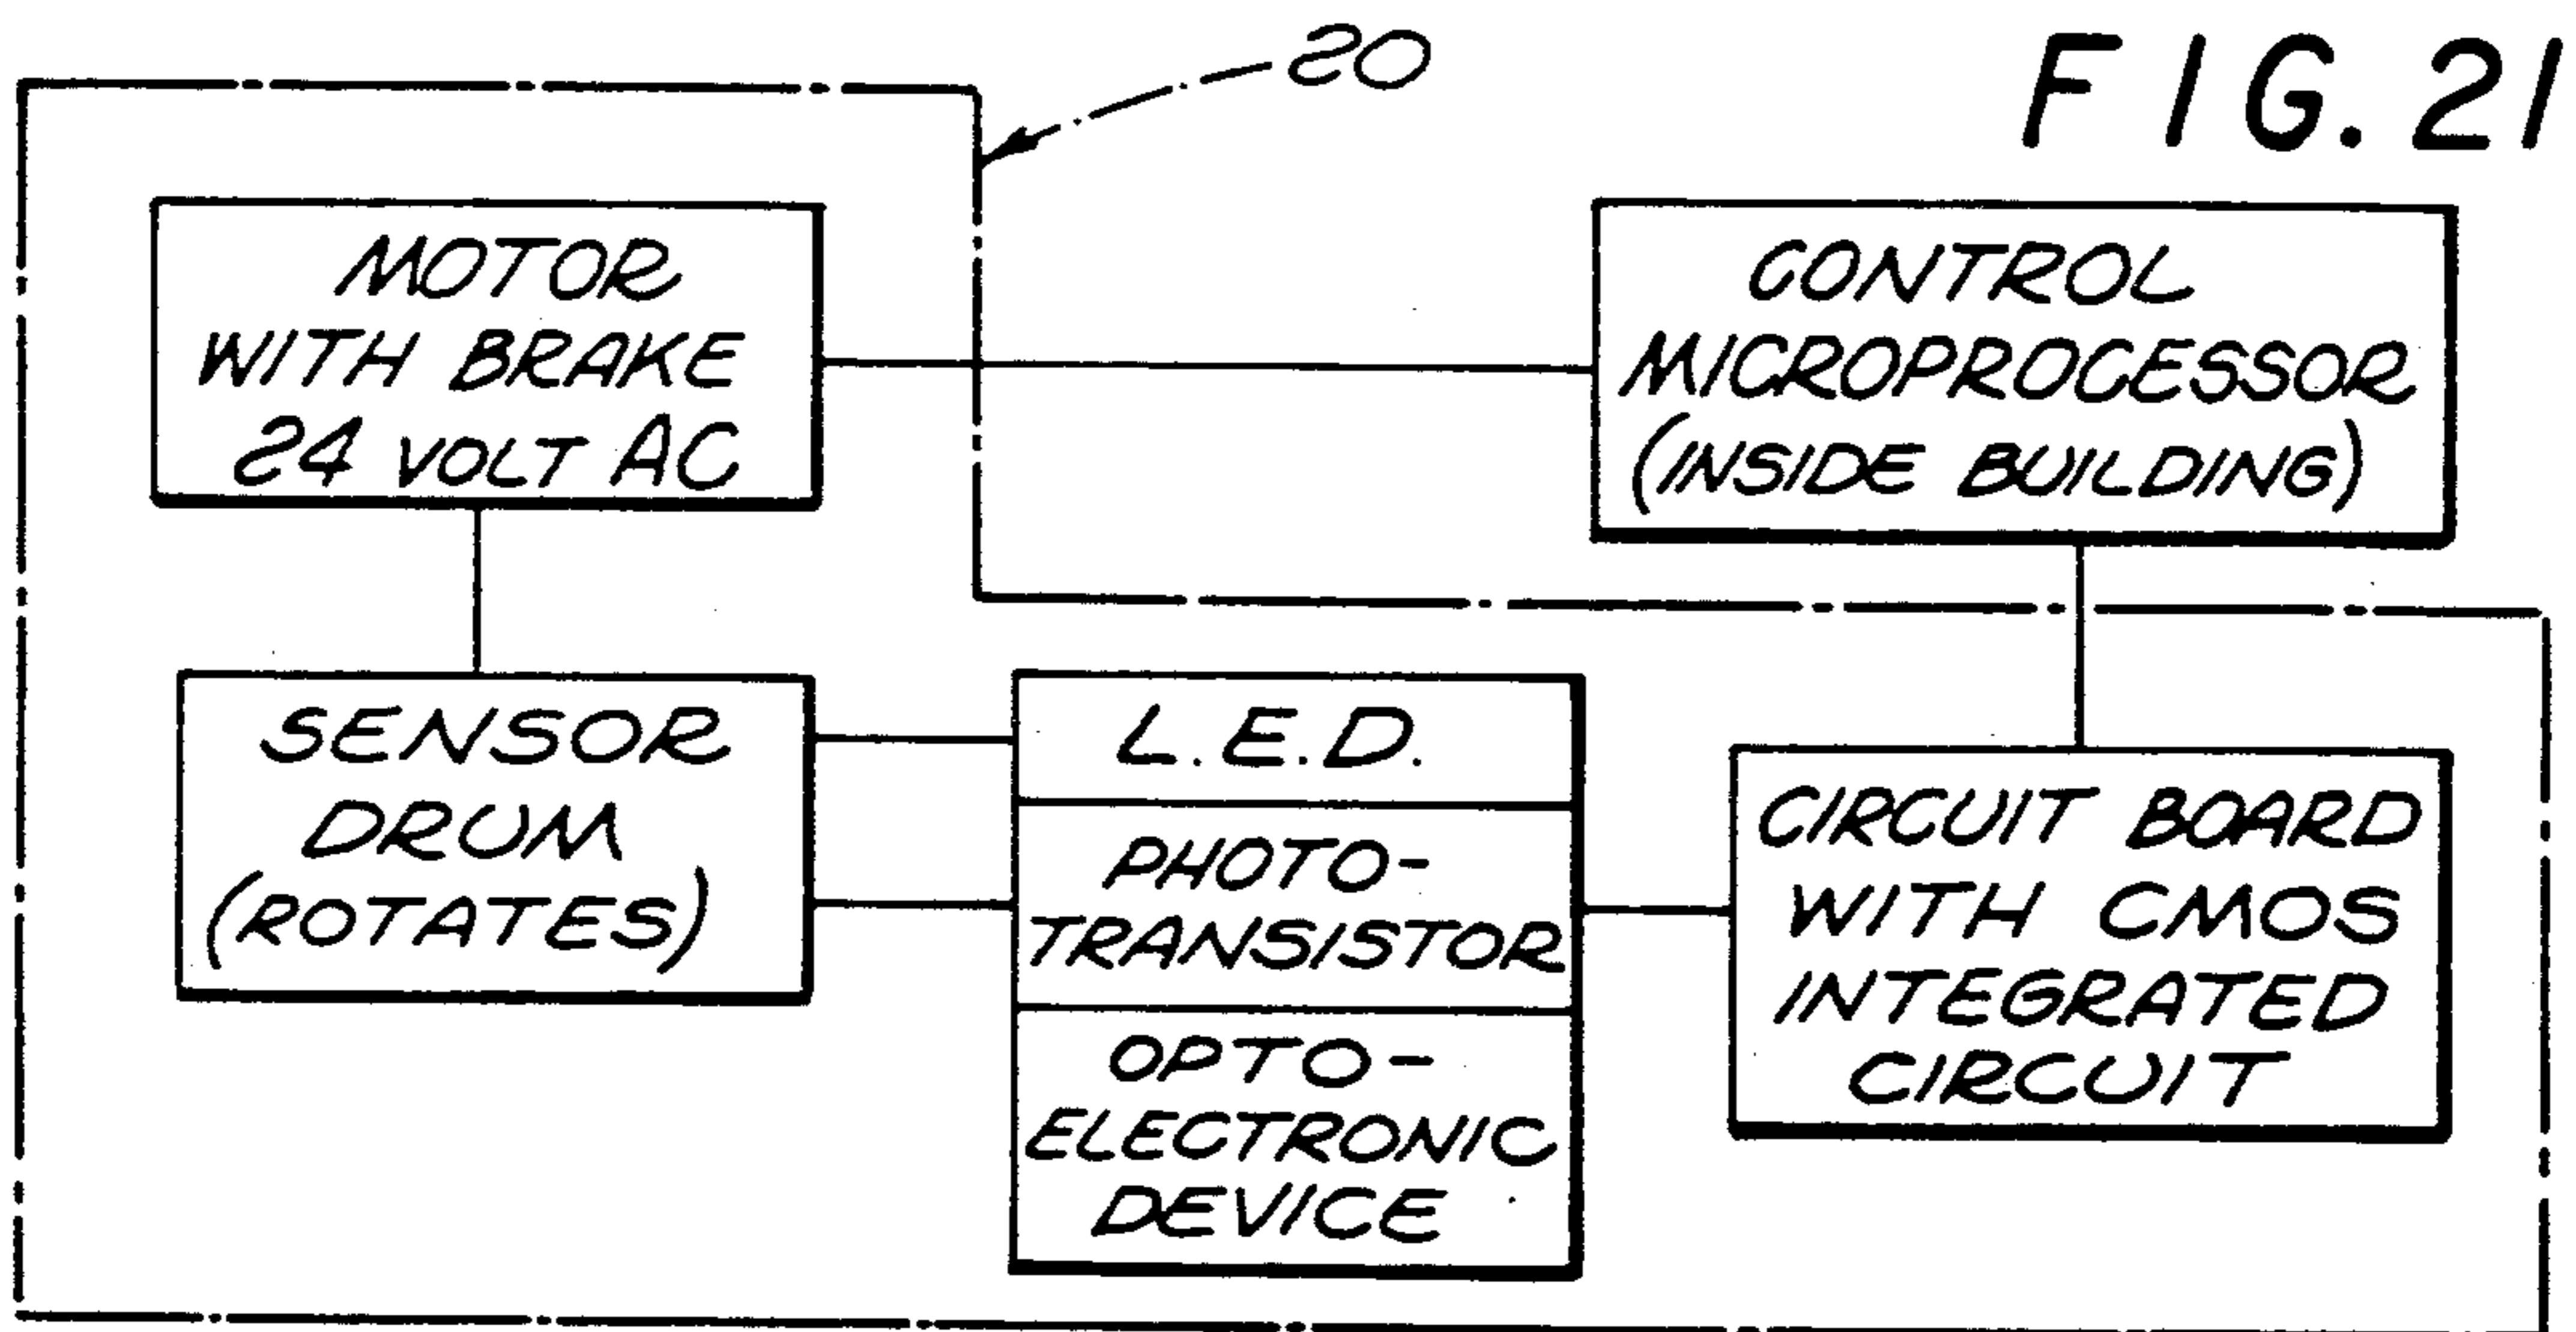 20
FIG. 21
MOTOR
WITH BRAKE
24 VOLT AC
CONTROL
MICROPROCESSOR
(INSIDE BUILDING)
SENSOR
DRUM
(ROTATES)
L.E.D.
PHOTO-
TRANSISTOR
OPTO-
ELECTRONIC
DEVICE
CIRCUIT BOARD
WITH CMOS
INTEGRATED
CIRCUIT